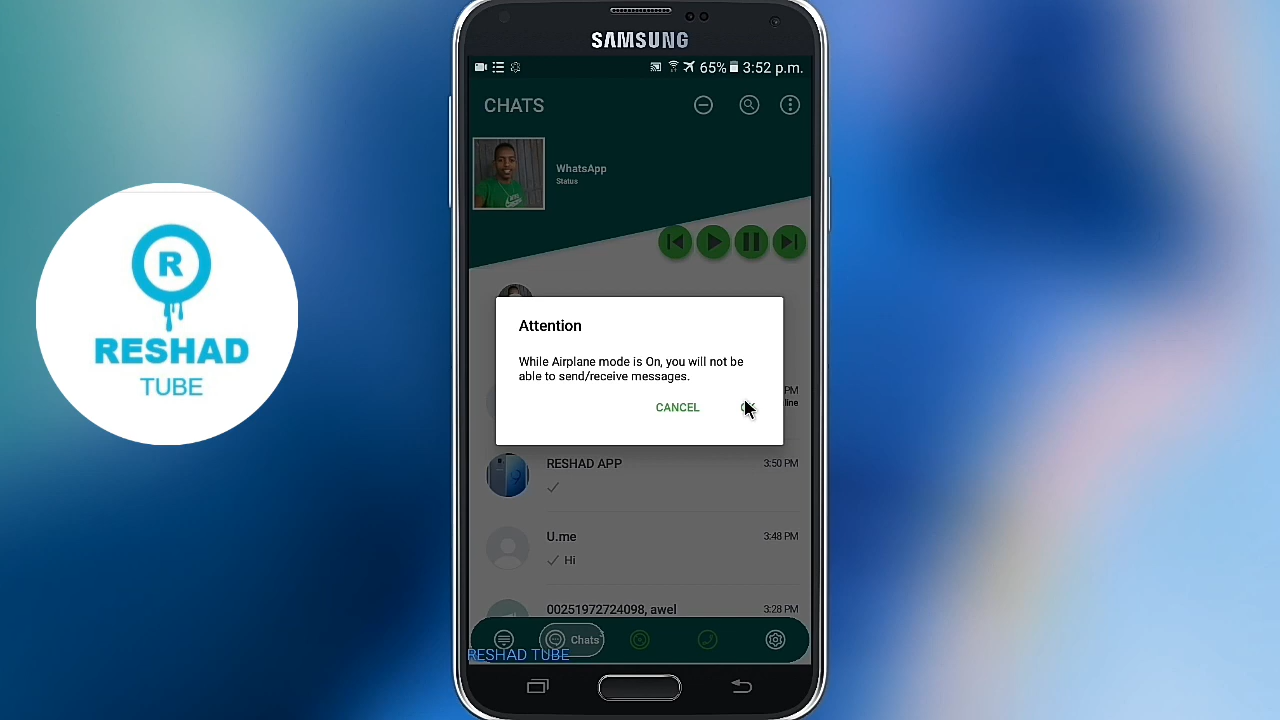 SAMSUNG
65% 3:52 p.m.
CHATS
WhatsApp
Status
Attention
While Airplane mode is On, you will not be
able to send/receive messages.
CANCEL
PM
line
RESHAD APP 3:50 PM
U.me 3:48 PM
Hi
00251972724098, awel 3:28 PM
Chats
RESHAD TUBE
R
RESHAD
TUBE